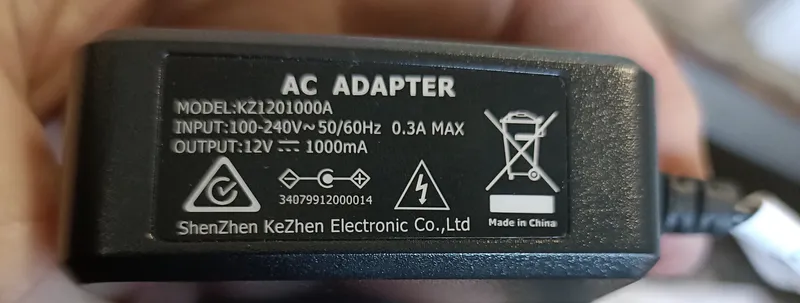 AC ADAPTER
MODEL:KZ1201000A
INPUT:100-240V~50/60Hz 0.3A MAX
OUTPUT:12V ⎓ 1000mA
34079912000014
ShenZhen KeZhen Electronic Co.,Ltd
Made in China